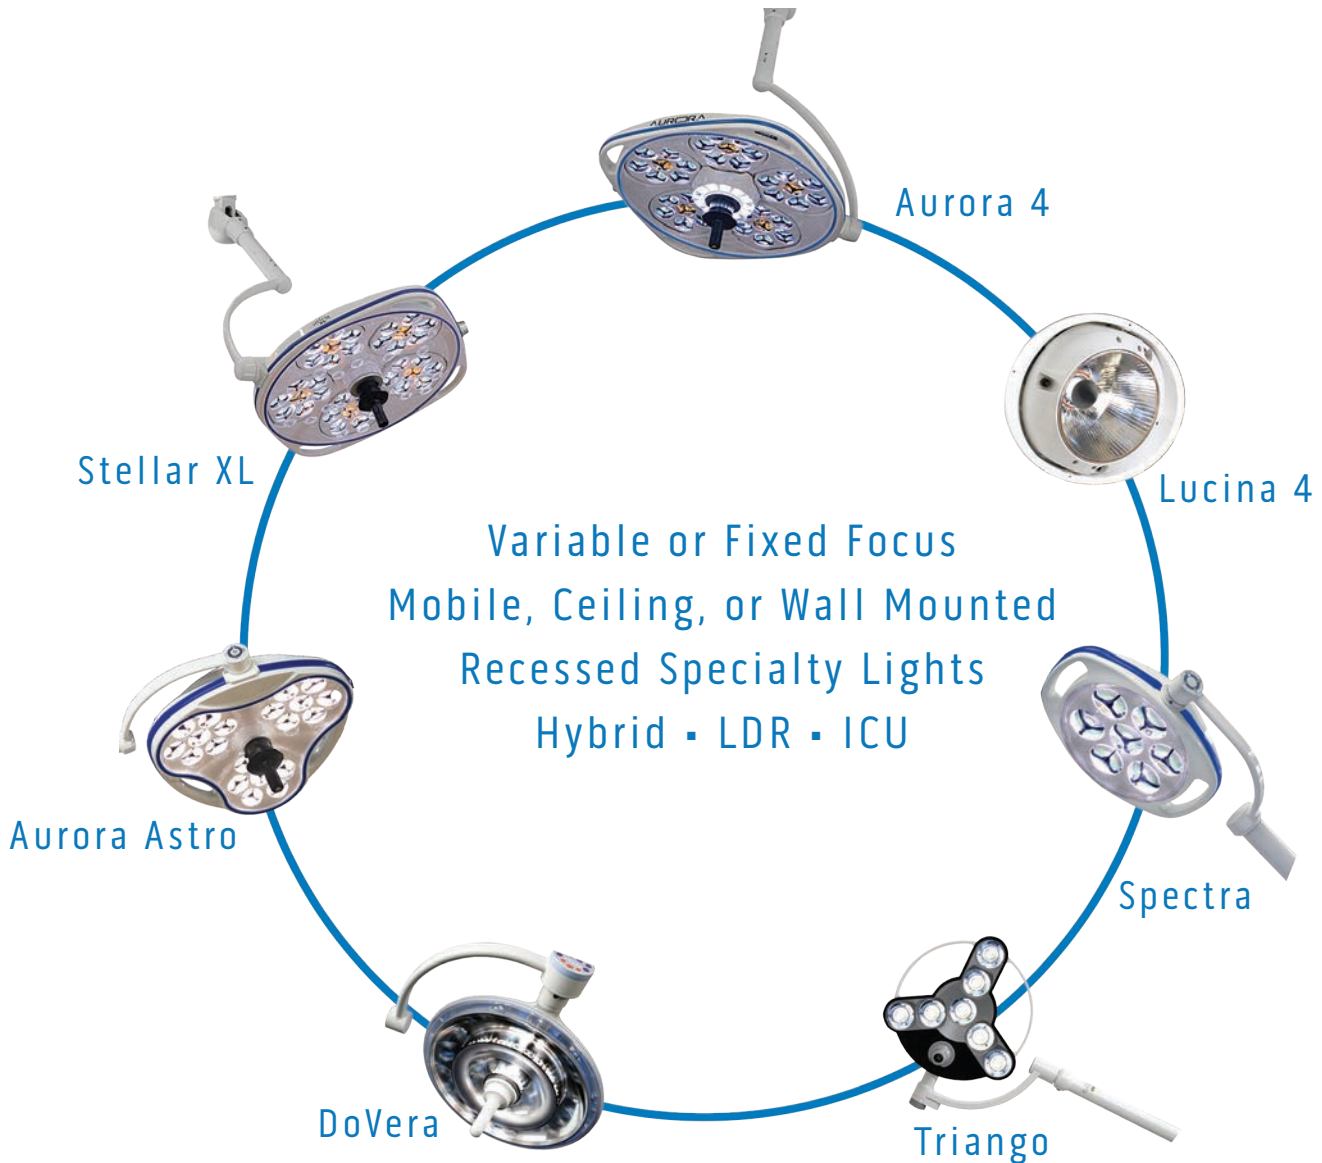 AURORA
Aurora 4
Stellar XL
Lucina 4
Variable or Fixed Focus
Mobile, Ceiling, or Wall Mounted
Recessed Specialty Lights
Hybrid ▪ LDR ▪ ICU
Aurora Astro
Spectra
DoVera
Triango